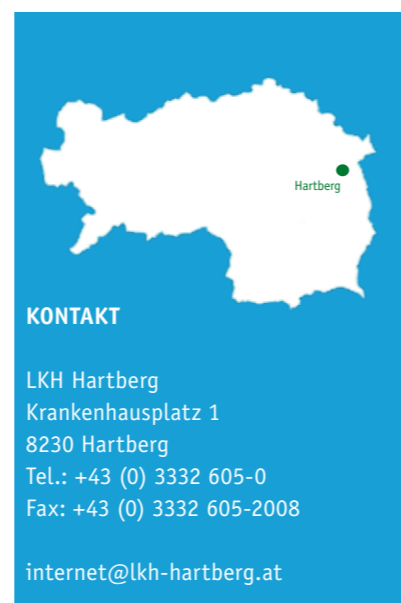 Hartberg
KONTAKT
LKH Hartberg
Krankenhausplatz 1
8230 Hartberg
Tel.: +43 (0) 3332 605-0
Fax: +43 (0) 3332 605-2008
internet@lkh-hartberg.at